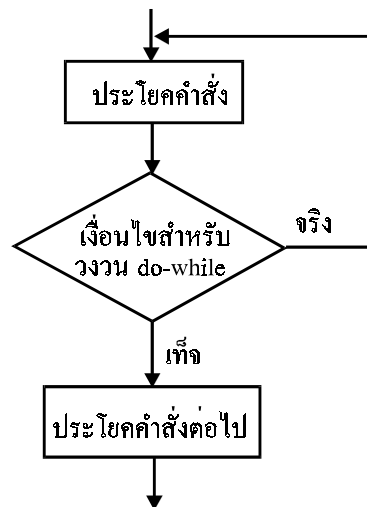 ประโยคคำสั่ง
เงื่อนไขสำหรับ
วงวน do-while
จริง
เท็จ
ประโยคคำสั่งต่อไป